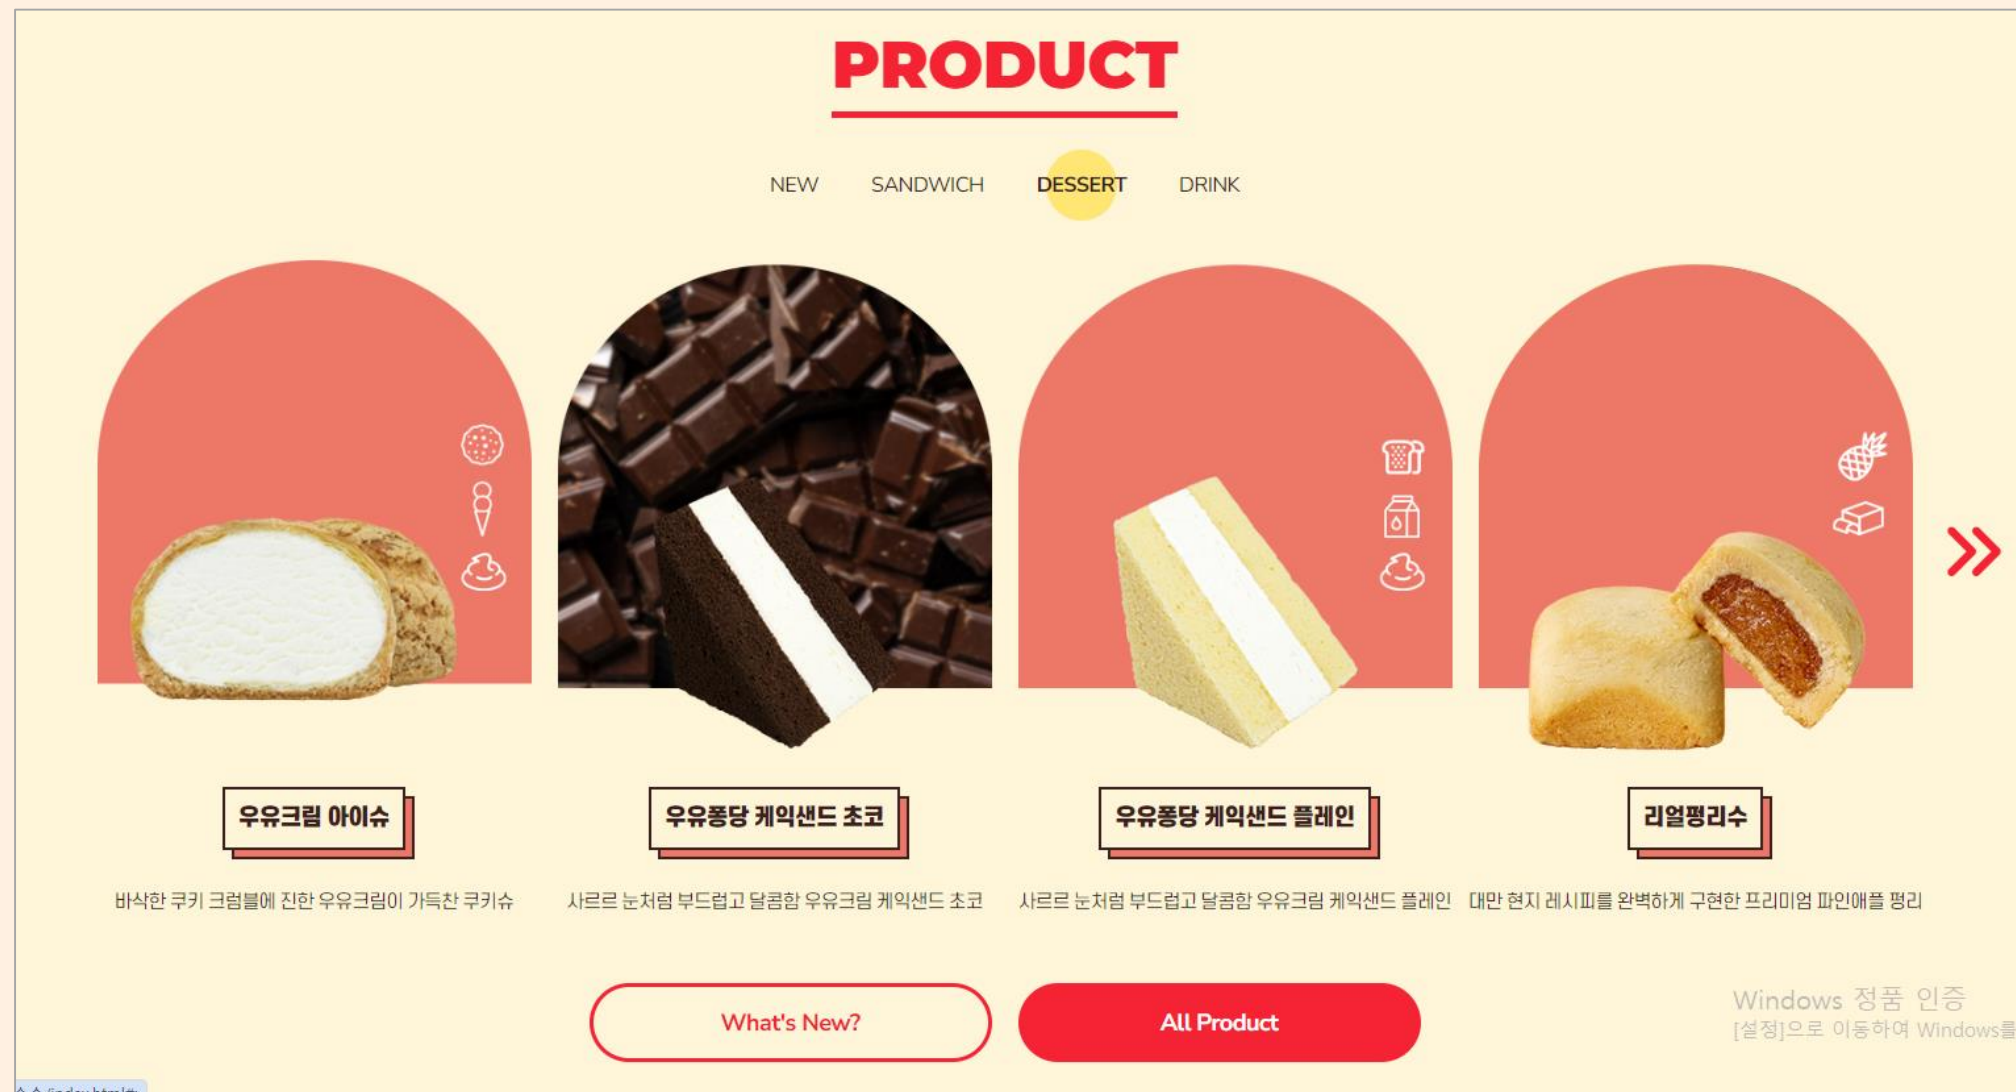 PRODUCT
NEW SANDWICH DESSERT DRINK
우유크림 아이슈
우유퐁당 케익샌드 초코
우유퐁당 케익샌드 플레인
리얼펑리수
바삭한 쿠키 크럼블에 진한 우유크림이 가득찬 쿠키슈
사르르 눈처럼 부드럽고 달콤함 우유크림 케익샌드 초코
사르르 눈처럼 부드럽고 달콤함 우유크림 케익샌드 플레인
대만 현지 레시피를 완벽하게 구현한 프리미엄 파인애플 펑리
What's New?
All Product
Windows 정품 인증
[설정]으로 이동하여 Windows를